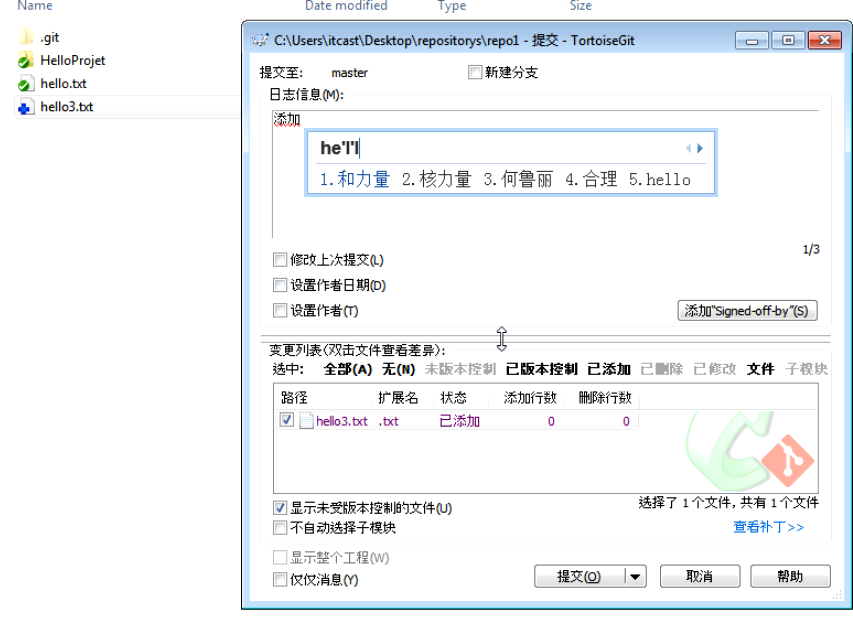 Name Date modified Type Size
.git
HelloProjet
hello.txt
hello3.txt
C:\Users\itcast\Desktop\repositorys\repo1 - 提交 - TortoiseGit
提交至: master 新建分支
日志信息(M):
添加
he'l'l
1.和力量 2.核力量 3.何鲁丽 4.合理 5.hello
1/3
修改上次提交(L)
设置作者日期(D)
设置作者(T) 添加"Signed-off-by"(S)
变更列表(双击文件查看差异):
选中: 全部(A) 无(N) 未版本控制 已版本控制 已添加 已删除 已修改 文件 子模块
路径 扩展名 状态 添加行数 删除行数
hello3.txt .txt 已添加 0 0
显示未受版本控制的文件(U) 选择了 1 个文件, 共有 1 个文件
不自动选择子模块 查看补丁>>
显示整个工程(W)
仅仅消息(Y) 提交(O) 取消 帮助